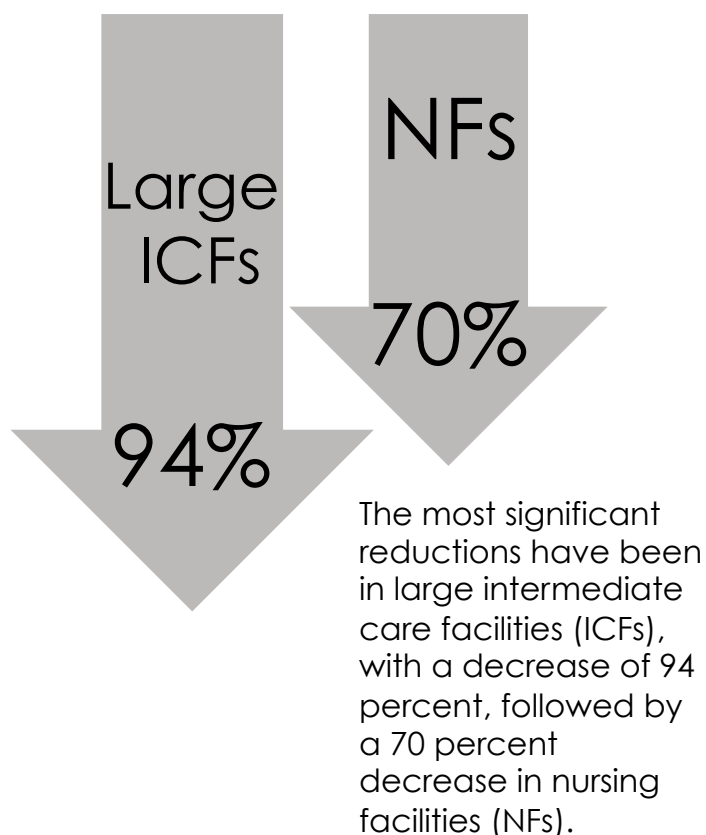 Large
ICFs
94%
NFs
70%
The most significant
reductions have been
in large intermediate
care facilities (ICFs),
with a decrease of 94
percent, followed by
a 70 percent
decrease in nursing
facilities (NFs).